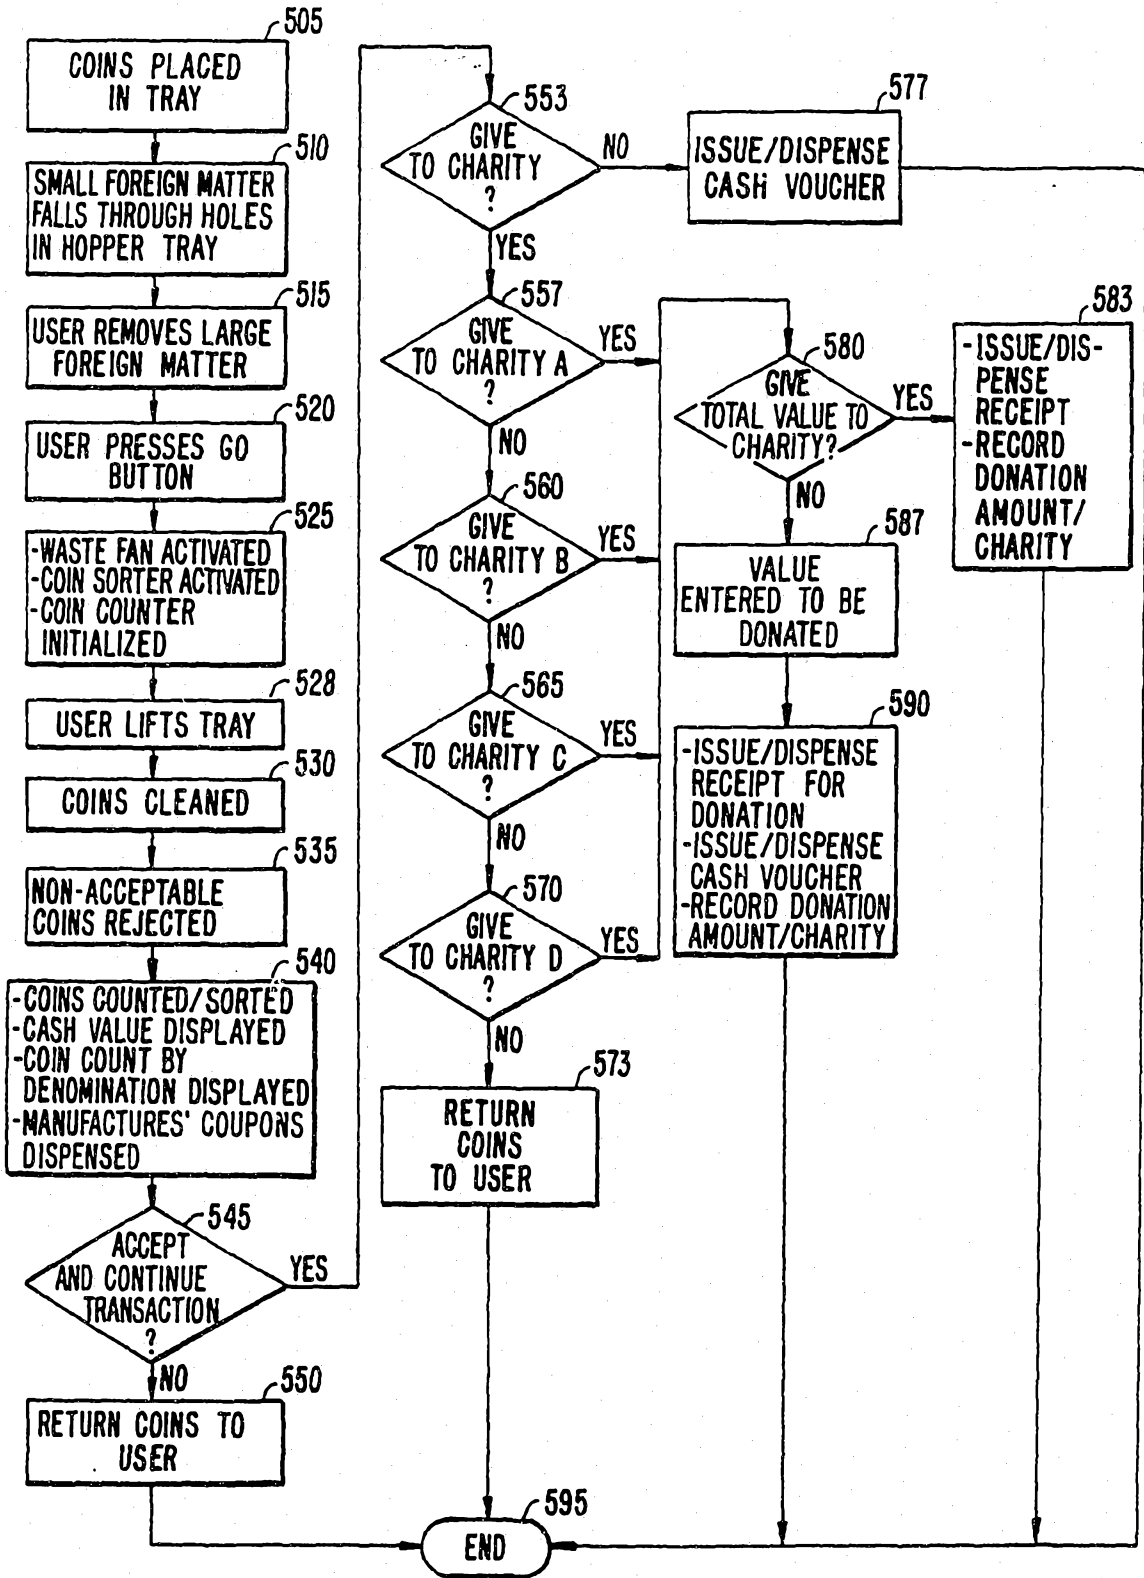 505
COINS PLACED
IN TRAY
510
SMALL FOREIGN MATTER
FALLS THROUGH HOLES
IN HOPPER TRAY
515
USER REMOVES LARGE
FOREIGN MATTER
520
USER PRESSES GO
BUTTON
525
-WASTE FAN ACTIVATED
-COIN SORTER ACTIVATED
-COIN COUNTER
INITIALIZED
528
USER LIFTS TRAY
530
COINS CLEANED
535
NON-ACCEPTABLE
COINS REJECTED
540
-COINS COUNTED/SORTED
-CASH VALUE DISPLAYED
-COIN COUNT BY
DENOMINATION DISPLAYED
-MANUFACTURES' COUPONS
DISPENSED
545
ACCEPT
AND CONTINUE
TRANSACTION
?
YES
NO
550
RETURN COINS TO
USER
553
GIVE
TO CHARITY
?
NO
YES
577
ISSUE/DISPENSE
CASH VOUCHER
557
GIVE
TO CHARITY A
?
YES
NO
560
GIVE
TO CHARITY B
?
YES
NO
565
GIVE
TO CHARITY C
?
YES
NO
570
GIVE
TO CHARITY D
?
YES
NO
573
RETURN
COINS
TO USER
580
GIVE
TOTAL VALUE TO
CHARITY?
YES
NO
583
-ISSUE/DIS-
PENSE
RECEIPT
-RECORD
DONATION
AMOUNT/
CHARITY
587
VALUE
ENTERED TO BE
DONATED
590
-ISSUE/DISPENSE
RECEIPT FOR
DONATION
-ISSUE/DISPENSE
CASH VOUCHER
-RECORD DONATION
AMOUNT/CHARITY
595
END